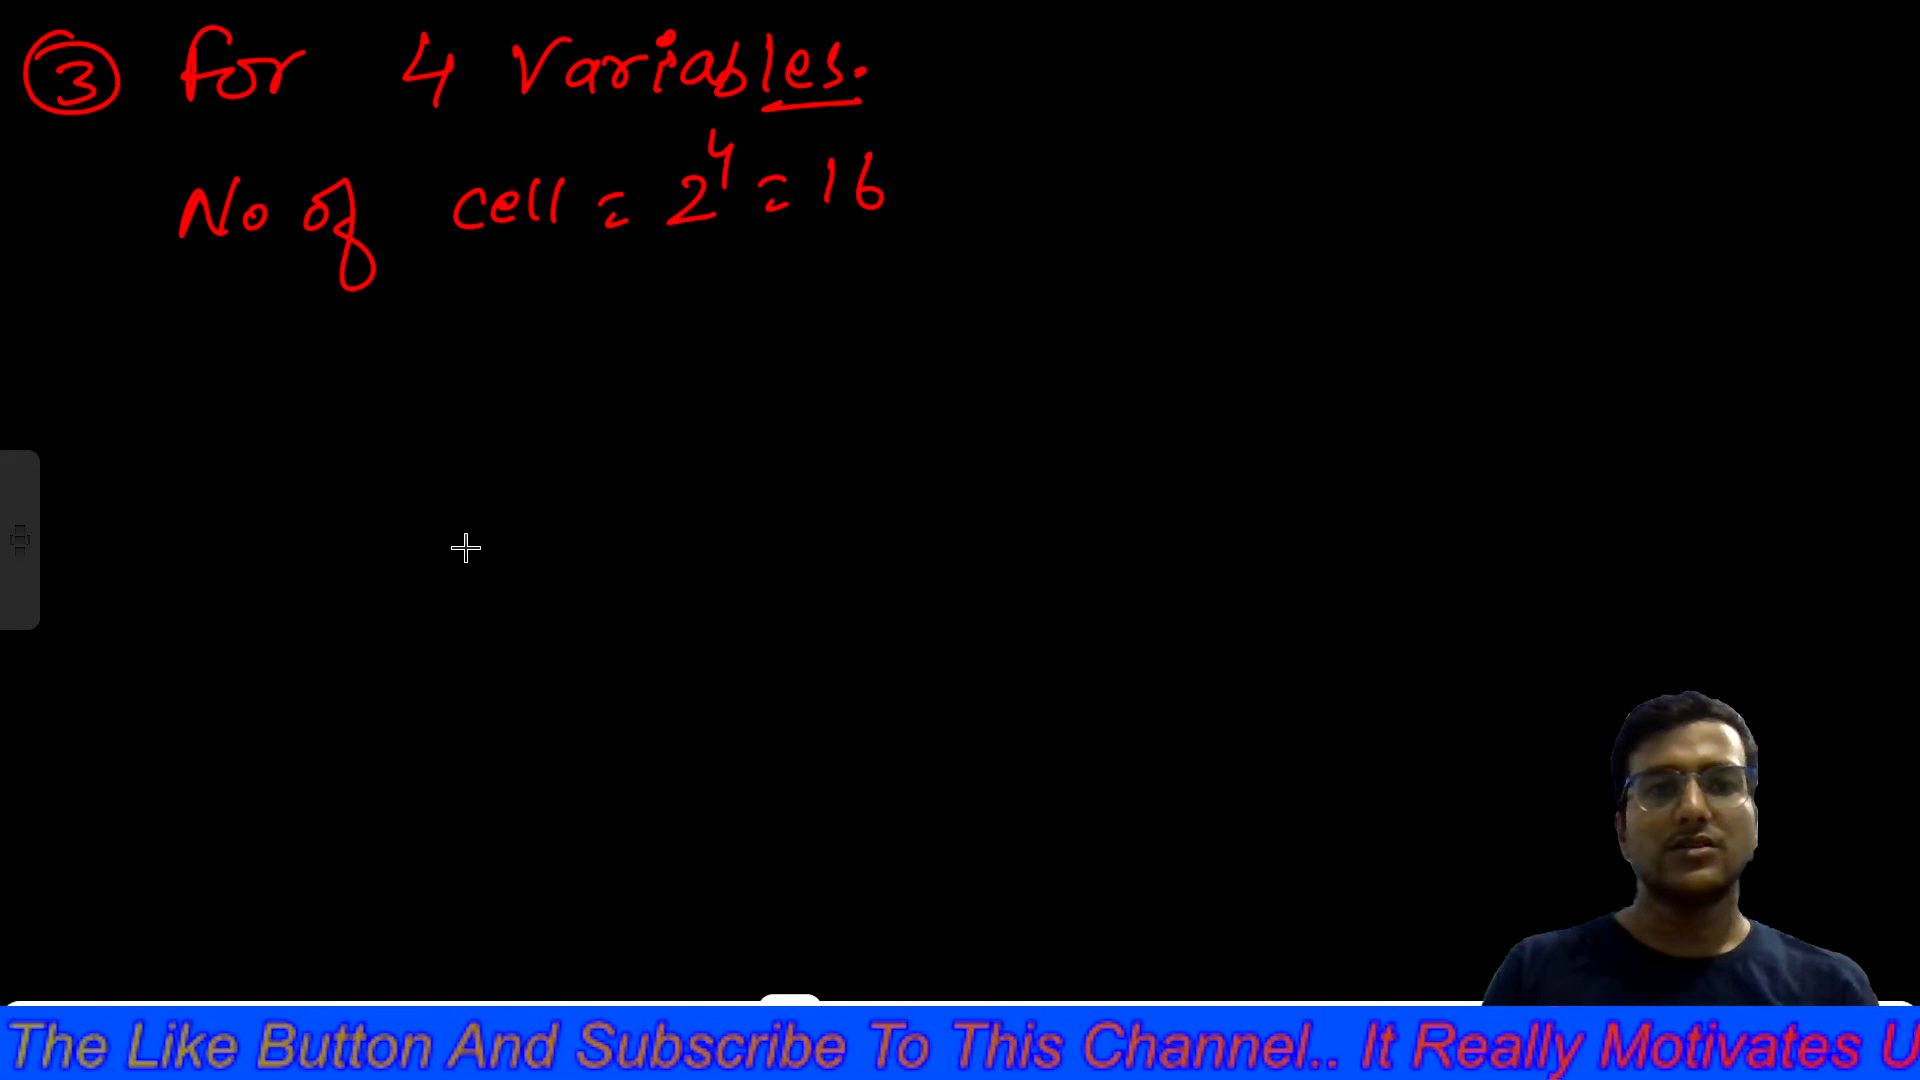 ③ For 4 Variables.
No of cell = 2⁴ = 16
The Like Button And Subscribe To This Channel.. It Really Motivates U